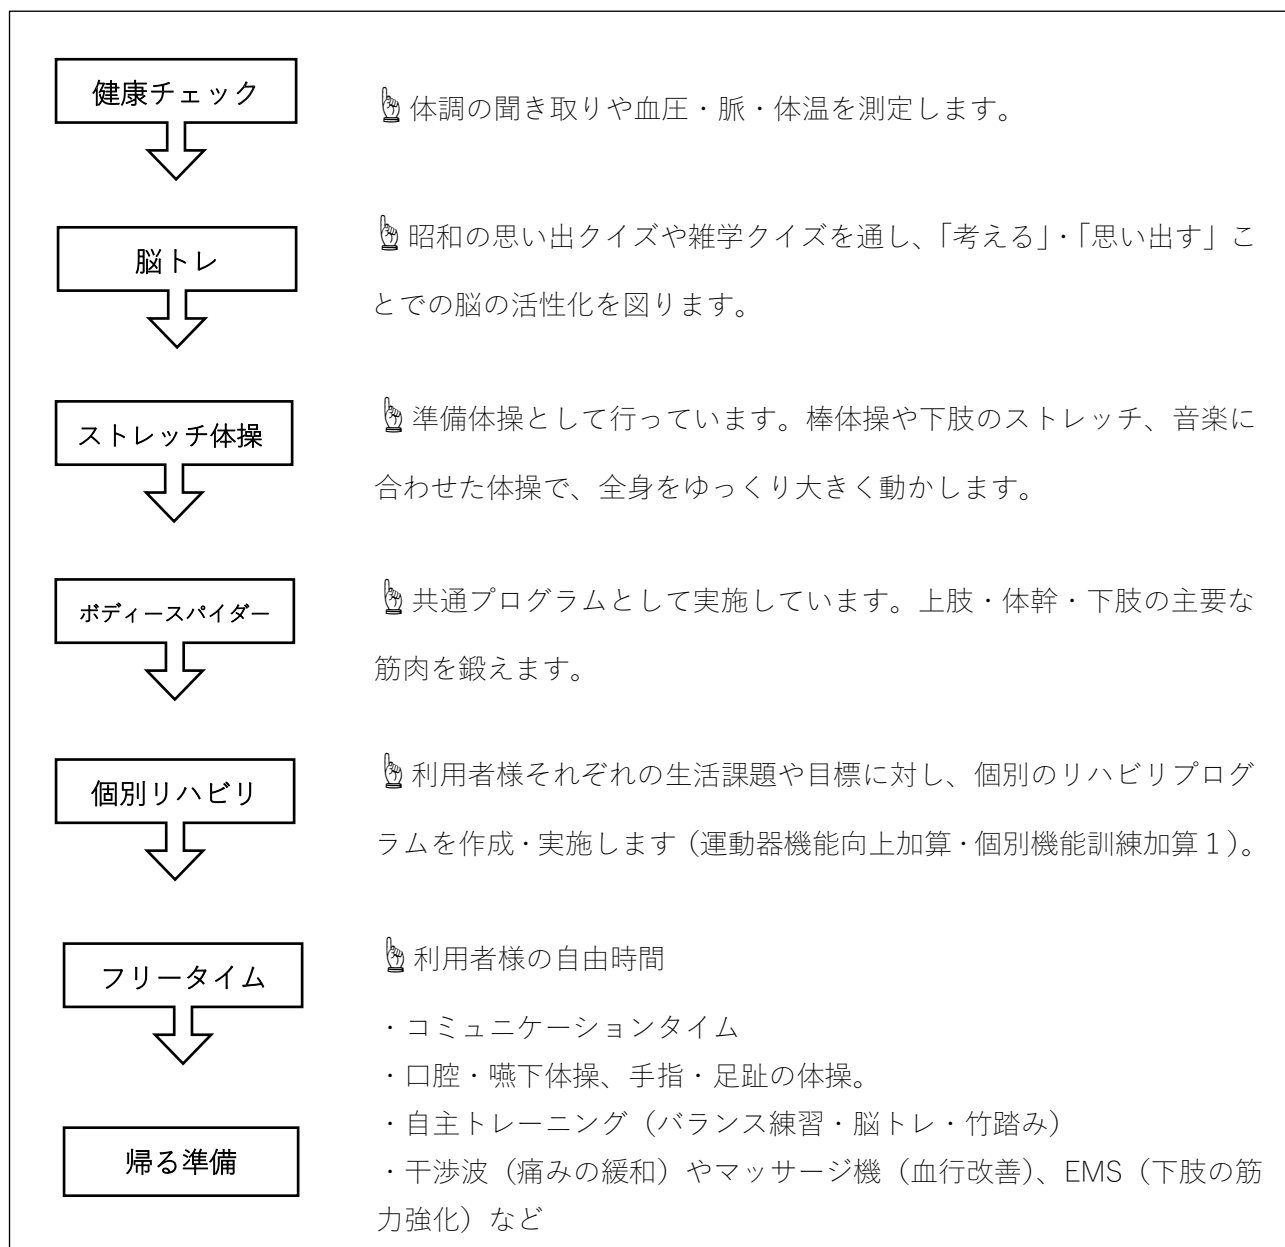 健康チェック
👆体調の聞き取りや血圧・脈・体温を測定します。
脳トレ
👆昭和の思い出クイズや雑学クイズを通し、「考える」・「思い出す」こ
とでの脳の活性化を図ります。
ストレッチ体操
👆準備体操として行っています。棒体操や下肢のストレッチ、音楽に
合わせた体操で、全身をゆっくり大きく動かします。
ボディースパイダー
👆共通プログラムとして実施しています。上肢・体幹・下肢の主要な
筋肉を鍛えます。
個別リハビリ
👆利用者様それぞれの生活課題や目標に対し、個別のリハビリプログ
ラムを作成・実施します（運動器機能向上加算・個別機能訓練加算１）。
フリータイム
👆利用者様の自由時間
・コミュニケーションタイム
・口腔・嚥下体操、手指・足趾の体操。
・自主トレーニング（バランス練習・脳トレ・竹踏み）
帰る準備
・干渉波（痛みの緩和）やマッサージ機（血行改善）、EMS（下肢の筋
力強化）など